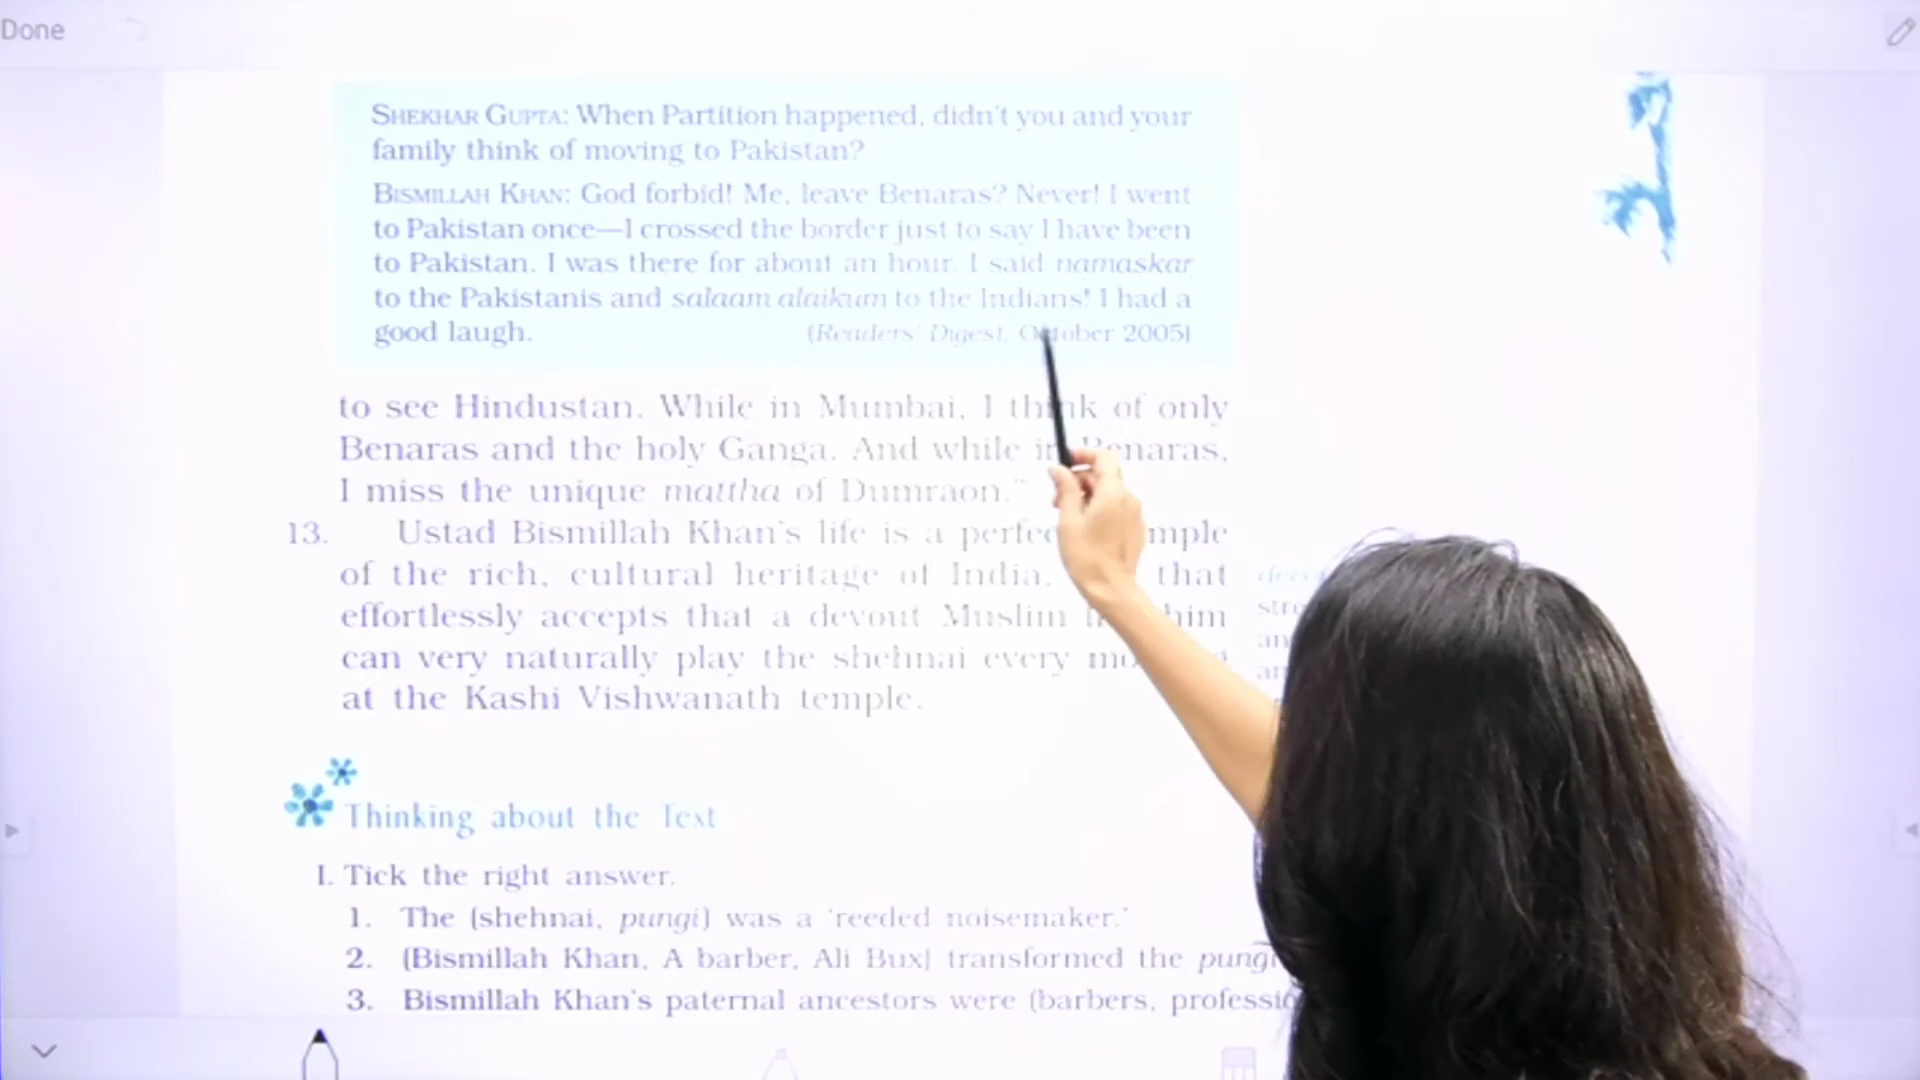 Done
SHEKHAR GUPTA: When Partition happened, didn't you and your
family think of moving to Pakistan?
BISMILLAH KHAN: God forbid! Me, leave Benaras? Never! I went
to Pakistan once—I crossed the border just to say I have been
to Pakistan. I was there for about an hour. I said namaskar
to the Pakistanis and salaam alaikum to the Indians! I had a
good laugh. (Readers' Digest, October 2005)
to see Hindustan. While in Mumbai, I think of only
Benaras and the holy Ganga. And while in Benaras,
I miss the unique mattha of Dumraon."
13. Ustad Bismillah Khan's life is a
of the rich, cultural heritage of India, that
effortlessly accepts that a devout Muslim him
can very naturally play the shehnai every
at the Kashi Vishwanath temple.
Thinking about the Text
I. Tick the right answer.
1. The (shehnai, pungi) was a 'reeded noisemaker.'
2. (Bismillah Khan, A barber, Ali Bux) transformed the pungi
3. Bismillah Khan's paternal ancestors were (barbers,